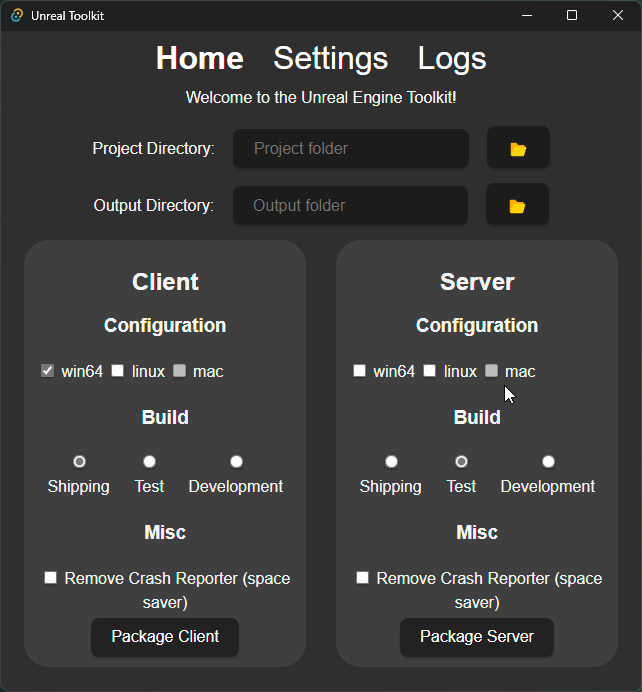 Unreal Toolkit
Home Settings Logs
Welcome to the Unreal Engine Toolkit!
Project Directory: Project folder
Output Directory: Output folder
Client
Configuration
win64 linux mac
Build
Shipping Test Development
Misc
Remove Crash Reporter (space
saver)
Package Client
Server
Configuration
win64 linux mac
Build
Shipping Test Development
Misc
Remove Crash Reporter (space
saver)
Package Server